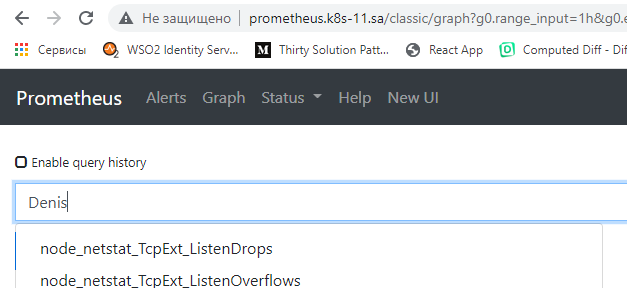 Не защищено prometheus.k8s-11.sa/classic/graph?g0.range_input=1h&g0.e
Сервисы WSO2 Identity Serv... Thirty Solution Patt... React App Computed Diff - Dif
Prometheus Alerts Graph Status Help New UI
Enable query history
Denis
node_netstat_TcpExt_ListenDrops
node_netstat_TcpExt_ListenOverflows